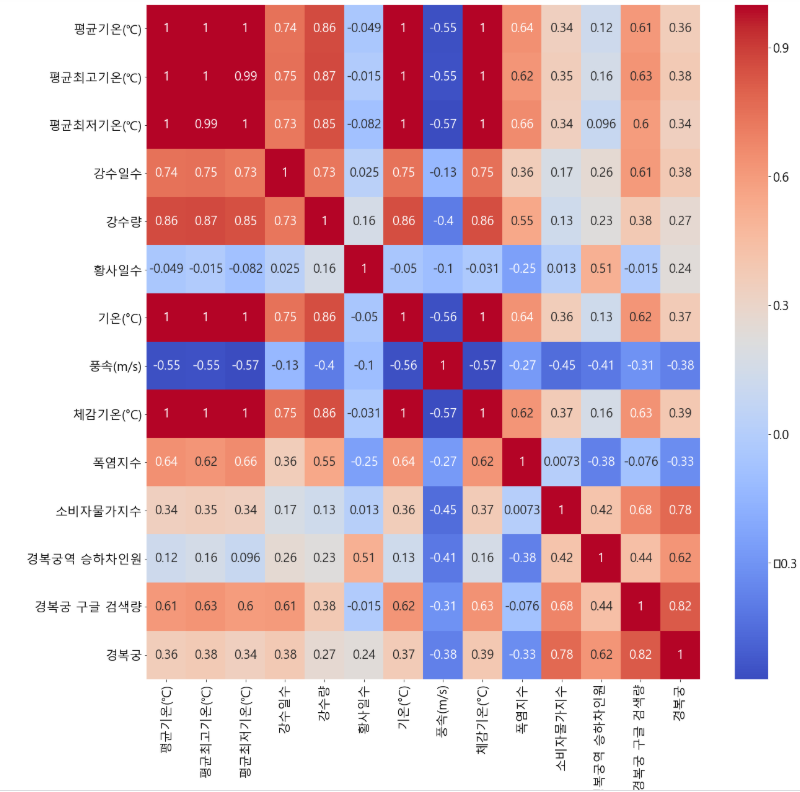 평균기온(℃) 1 1 1 0.74 0.86 -0.049 1 -0.55 1 0.64 0.34 0.12 0.61 0.36
평균최고기온(℃) 1 1 0.99 0.75 0.87 -0.015 1 -0.55 1 0.62 0.35 0.16 0.63 0.38
평균최저기온(℃) 1 0.99 1 0.73 0.85 -0.082 1 -0.57 1 0.66 0.34 0.096 0.6 0.34
강수일수 0.74 0.75 0.73 1 0.73 0.025 0.75 -0.13 0.75 0.36 0.17 0.26 0.61 0.38
강수량 0.86 0.87 0.85 0.73 1 0.16 0.86 -0.4 0.86 0.55 0.13 0.23 0.38 0.27
황사일수 -0.049 -0.015 -0.082 0.025 0.16 1 -0.05 -0.1 -0.031 -0.25 0.013 0.51 -0.015 0.24
기온(°C) 1 1 1 0.75 0.86 -0.05 1 -0.56 1 0.64 0.36 0.13 0.62 0.37
풍속(m/s) -0.55 -0.55 -0.57 -0.13 -0.4 -0.1 -0.56 1 -0.57 -0.27 -0.45 -0.41 -0.31 -0.38
체감기온(°C) 1 1 1 0.75 0.86 -0.031 1 -0.57 1 0.62 0.37 0.16 0.63 0.39
폭염지수 0.64 0.62 0.66 0.36 0.55 -0.25 0.64 -0.27 0.62 1 0.0073 -0.38 -0.076 -0.33
소비자물가지수 0.34 0.35 0.34 0.17 0.13 0.013 0.36 -0.45 0.37 0.0073 1 0.42 0.68 0.78
경복궁역 승하차인원 0.12 0.16 0.096 0.26 0.23 0.51 0.13 -0.41 0.16 -0.38 0.42 1 0.44 0.62
경복궁 구글 검색량 0.61 0.63 0.6 0.61 0.38 -0.015 0.62 -0.31 0.63 -0.076 0.68 0.44 1 0.82
경복궁 0.36 0.38 0.34 0.38 0.27 0.24 0.37 -0.38 0.39 -0.33 0.78 0.62 0.82 1
평균기온(℃)
평균최고기온(℃)
평균최저기온(℃)
강수일수
강수량
황사일수
기온(°C)
풍속(m/s)
체감기온(°C)
폭염지수
소비자물가지수
복궁역 승하차인원
경복궁 구글 검색량
경복궁
0.9
0.6
0.3
0.0
□0.3